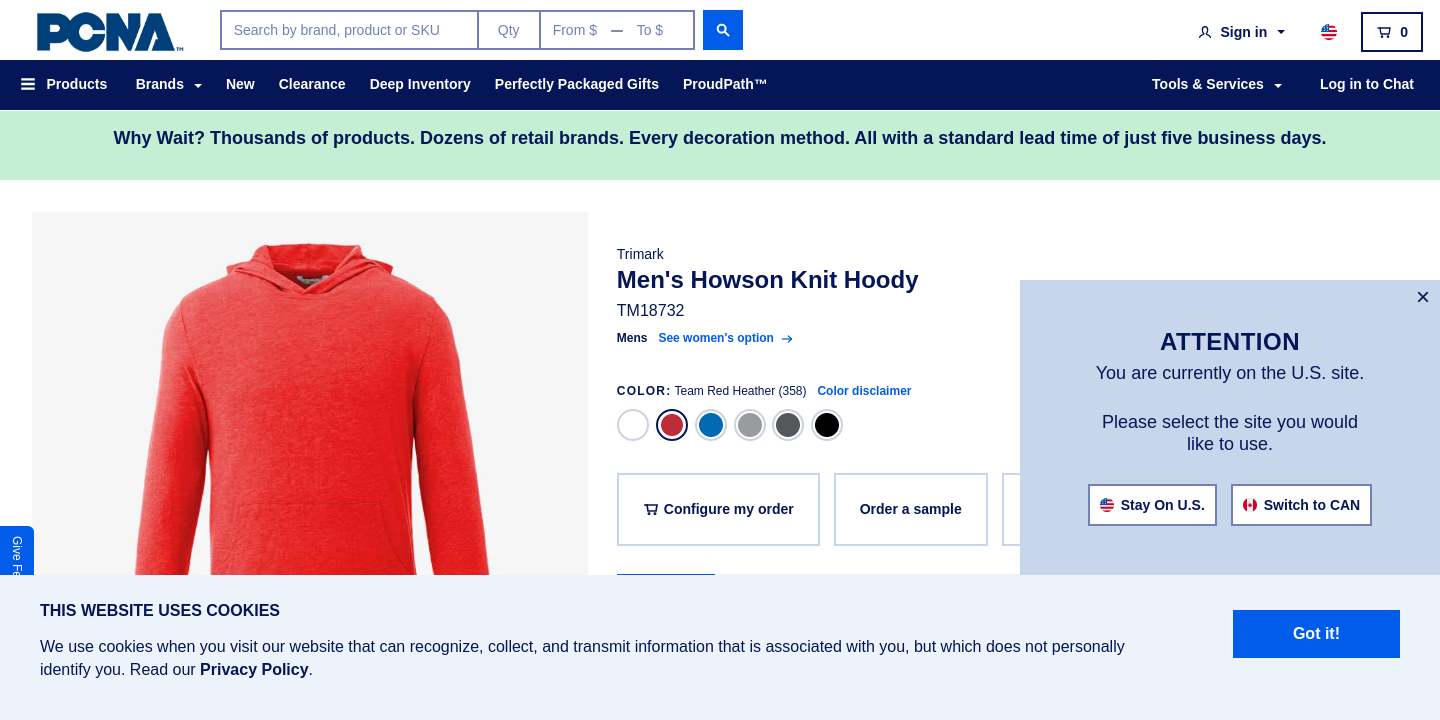 PCNA™
Search by brand, product or SKU
Qty
From $ — To $
Sign in
0
Products
Brands
New
Clearance
Deep Inventory
Perfectly Packaged Gifts
ProudPath™
Tools & Services
Log in to Chat
Why Wait? Thousands of products. Dozens of retail brands. Every decoration method. All with a standard lead time of just five business days.
Trimark
Men's Howson Knit Hoody
TM18732
Mens See women's option →
COLOR: Team Red Heather (358) Color disclaimer
Configure my order
Order a sample
×
ATTENTION
You are currently on the U.S. site.
Please select the site you would
like to use.
Stay On U.S.
Switch to CAN
Give Fe
THIS WEBSITE USES COOKIES
We use cookies when you visit our website that can recognize, collect, and transmit information that is associated with you, but which does not personally
identify you. Read our Privacy Policy.
Got it!